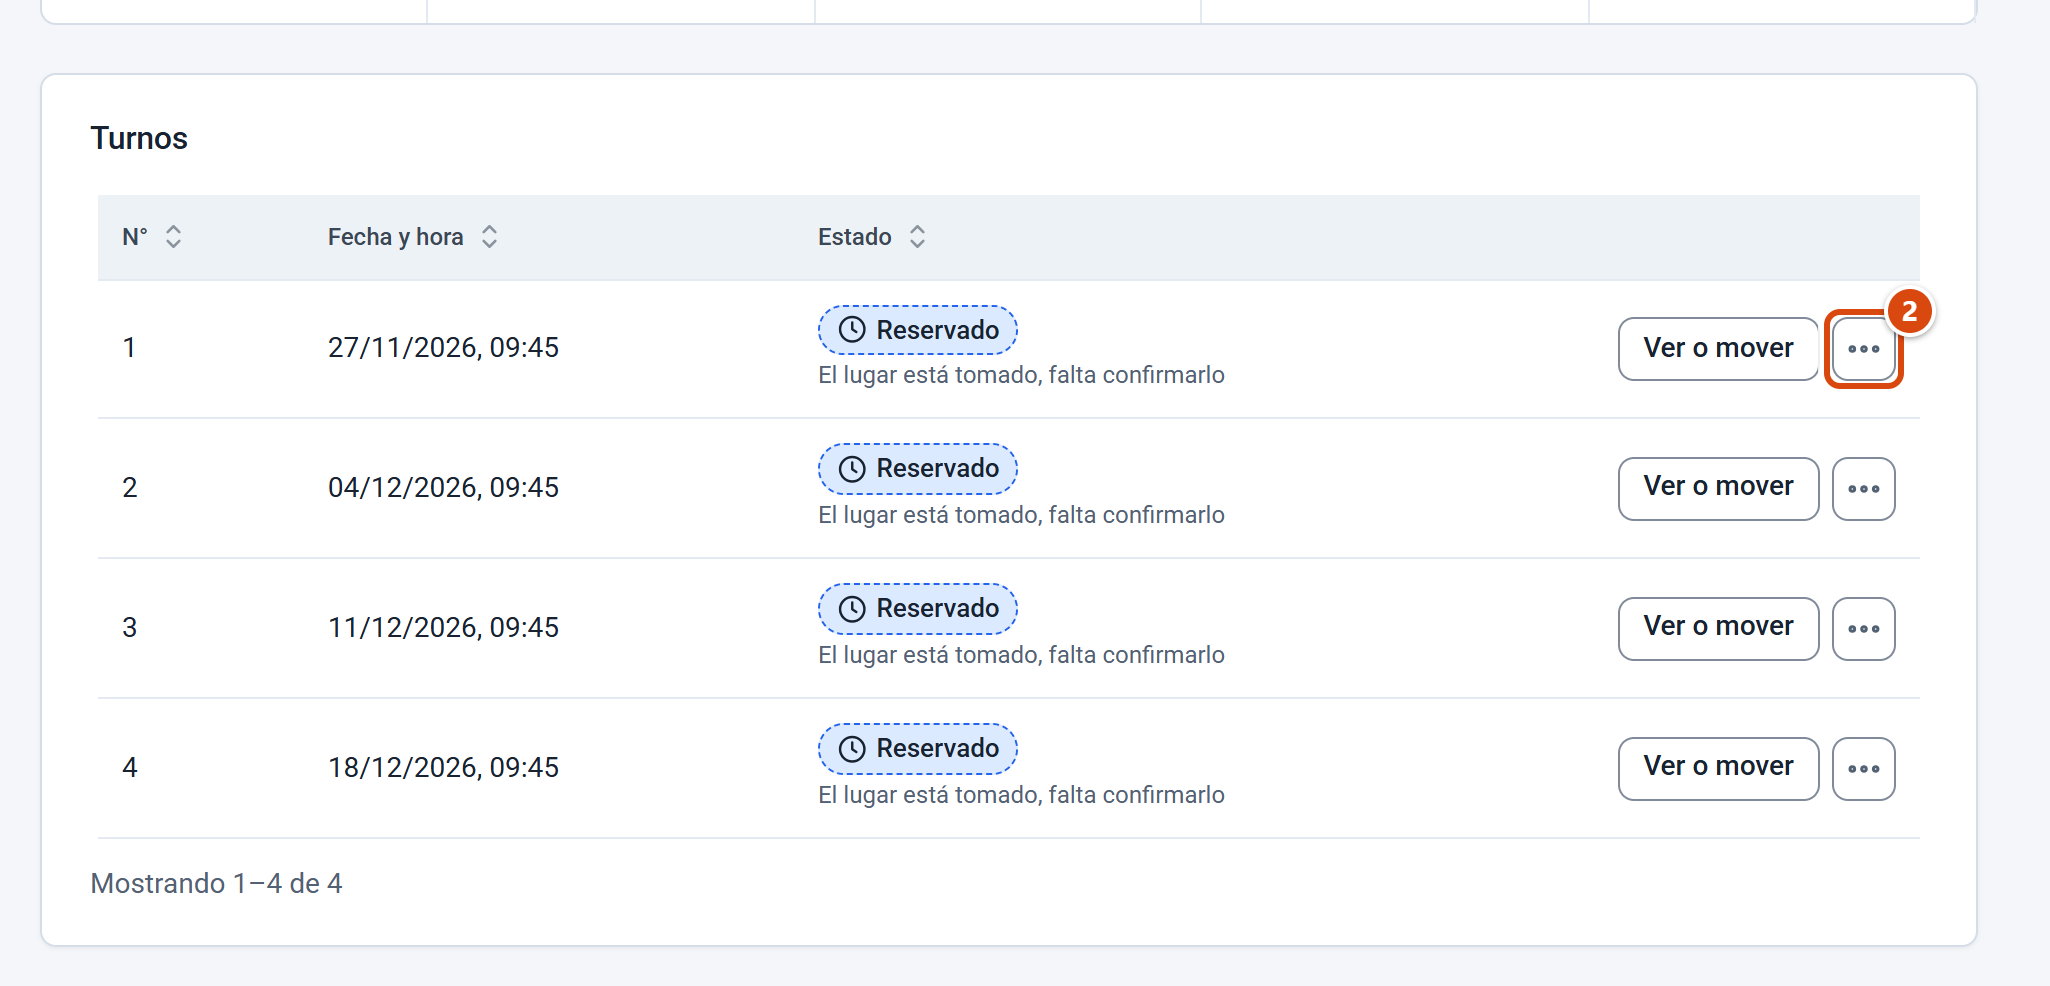 Turnos
N° Fecha y hora Estado
Reservado
1 27/11/2026, 09:45 Ver o mover 2
El lugar está tomado, falta confirmarlo
Reservado
2 04/12/2026, 09:45 Ver o mover
El lugar está tomado, falta confirmarlo
Reservado
3 11/12/2026, 09:45 Ver o mover
El lugar está tomado, falta confirmarlo
Reservado
4 18/12/2026, 09:45 Ver o mover
El lugar está tomado, falta confirmarlo
Mostrando 1–4 de 4